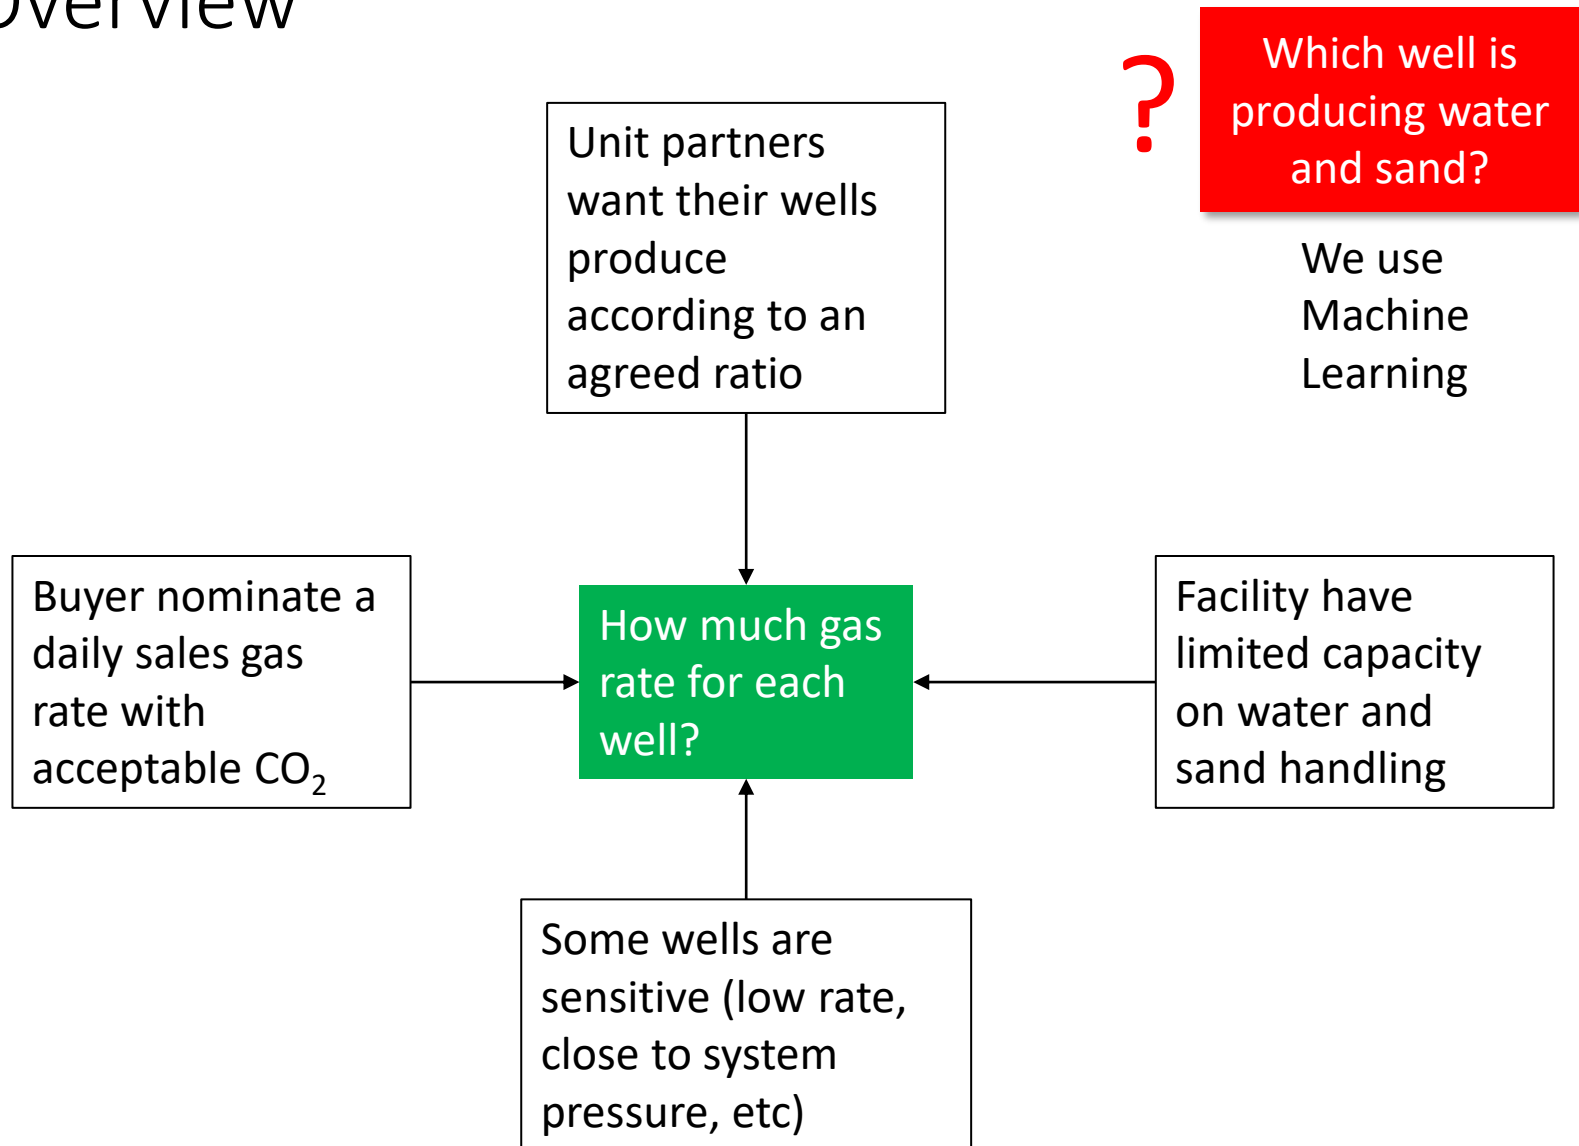 Overview
?
Which well is
producing water
and sand?
We use
Machine
Learning
Unit partners
want their wells
produce
according to an
agreed ratio
Buyer nominate a
daily sales gas
rate with
acceptable CO₂
How much gas
rate for each
well?
Facility have
limited capacity
on water and
sand handling
Some wells are
sensitive (low rate,
close to system
pressure, etc)